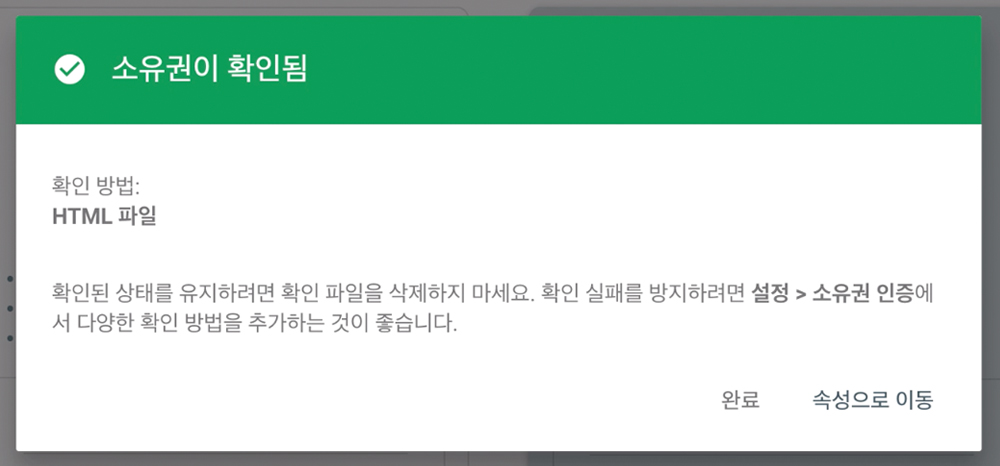 소유권이 확인됨
확인 방법:
HTML 파일
확인된 상태를 유지하려면 확인 파일을 삭제하지 마세요. 확인 실패를 방지하려면 설정 > 소유권 인증에
서 다양한 확인 방법을 추가하는 것이 좋습니다.
완료 속성으로 이동